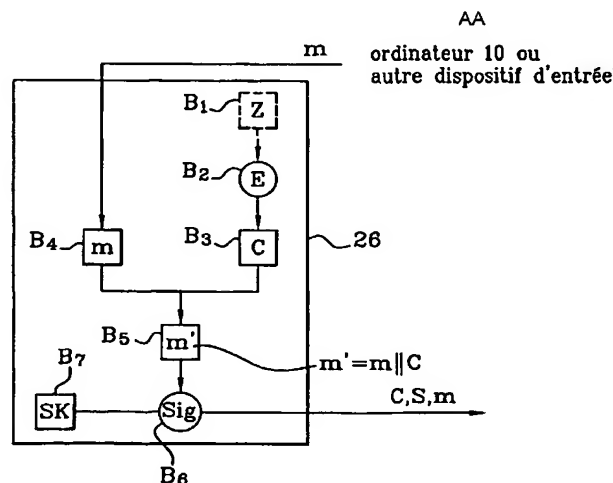 AA
m
ordinateur 10 ou
autre dispositif d'entrée
B1
Z
B2
E
B3
C
B4
m
26
B5
m'
m'=m||C
B7
SK
Sig
C,S,m
B6